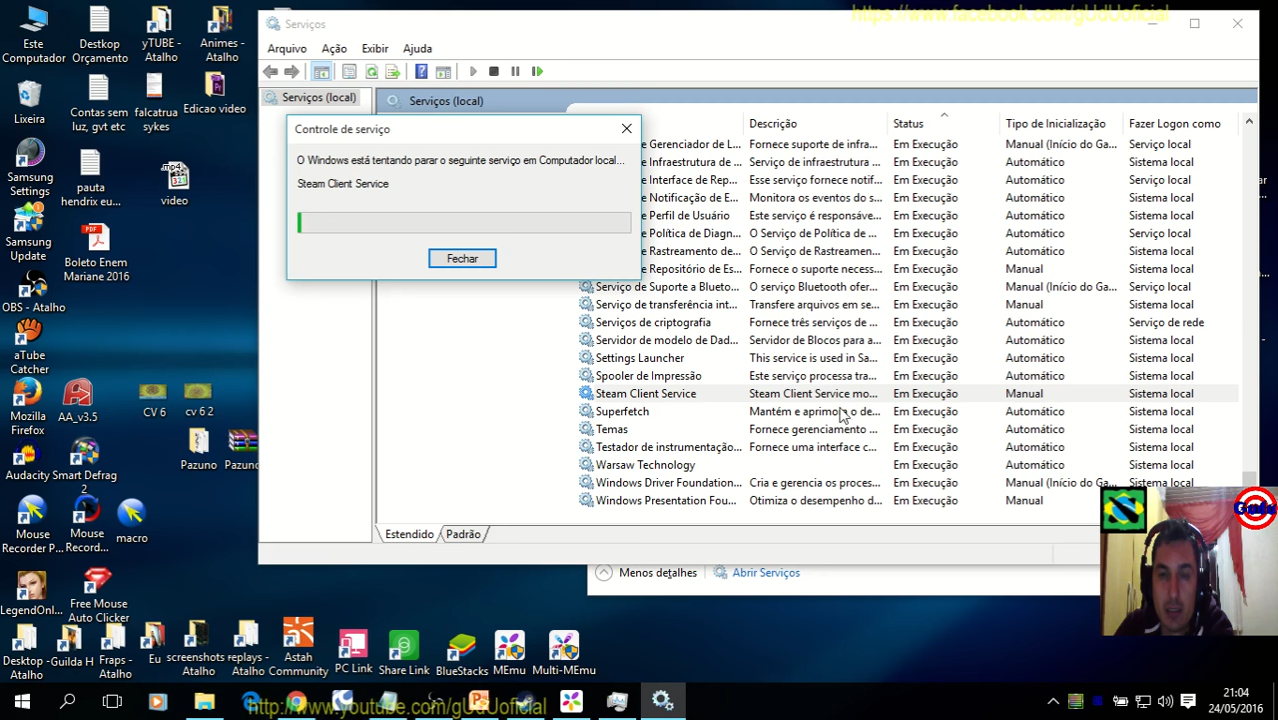 https://www.facebook.com/gUdUoficial
Serviços
Arquivo Ação Exibir Ajuda
Serviços (local)
Serviços (local)
Descrição Status Tipo de Inicialização Fazer Logon como
Controle de serviço
O Windows está tentando parar o seguinte serviço em Computador local...
Steam Client Service
Fechar
Gerenciador de L... Fornece suporte de infra... Em Execução Manual (Início do Ga... Serviço local
e Infraestrutura de ... Serviço de infraestrutura ... Em Execução Automático Sistema local
e Interface de Rep... Esse serviço fornece notif... Em Execução Automático Serviço local
e Notificação de E... Monitora os eventos do s... Em Execução Automático Sistema local
e Perfil de Usuário Este serviço é responsáve... Em Execução Automático Sistema local
e Política de Diagn... O Serviço de Política de ... Em Execução Automático Serviço local
e Rastreamento de... O Serviço de Rastreamen... Em Execução Automático Sistema local
e Repositório de Es... Fornece o suporte necess... Em Execução Manual Sistema local
Serviço de Suporte a Blueto... O serviço Bluetooth ofer... Em Execução Manual (Início do Ga... Serviço local
Serviço de transferência int... Transfere arquivos em se... Em Execução Manual Sistema local
Serviços de criptografia Fornece três serviços de ... Em Execução Automático Serviço de rede
Servidor de modelo de Dad... Servidor de Blocos para a... Em Execução Automático Sistema local
Settings Launcher This service is used in Sa... Em Execução Automático Sistema local
Spooler de Impressão Este serviço processa tra... Em Execução Automático Sistema local
Steam Client Service Steam Client Service mo... Em Execução Manual Sistema local
Superfetch Mantém e aprimora o de... Em Execução Automático Sistema local
Temas Fornece gerenciamento ... Em Execução Automático Sistema local
Testador de instrumentação... Fornece uma interface c... Em Execução Automático Sistema local
Warsaw Technology Em Execução Automático Sistema local
Windows Driver Foundation... Cria e gerencia os proces... Em Execução Manual (Início do Ga... Sistema local
Windows Presentation Fou... Otimiza o desempenho d... Em Execução Manual
Estendido Padrão
Menos detalhes Abrir Serviços
Este Computador
Deskop Orçamento
yTUBE - Atalho
Animes - Atalho
Lixeira
Contas sem luz, gvt etc
falcatrua sykes
Edicao video
Samsung Settings
pauta hendrix eu...
mp4
321
video
Samsung Update
PDF
Boleto Enem Mariane 2016
OBS - Atalho
aTube Catcher
Mozilla Firefox
AA_v3.5
CV 6
cv 6 2
Audacity
Smart Defrag 2
Pazuno
Pazuno
Mouse Recorder P...
Mouse Record...
macro
LegendOnl...
Free Mouse Auto Clicker
Desktop - Atalho
Guilda H
Fraps - Atalho
Eu
screenshots Atalho
replays - Atalho
Astah Community
PC Link
Share Link
BlueStacks
MEmu
Multi-MEmu
Gudu
http://www.youtube.com/gUdUoficial
21:04
24/05/2016